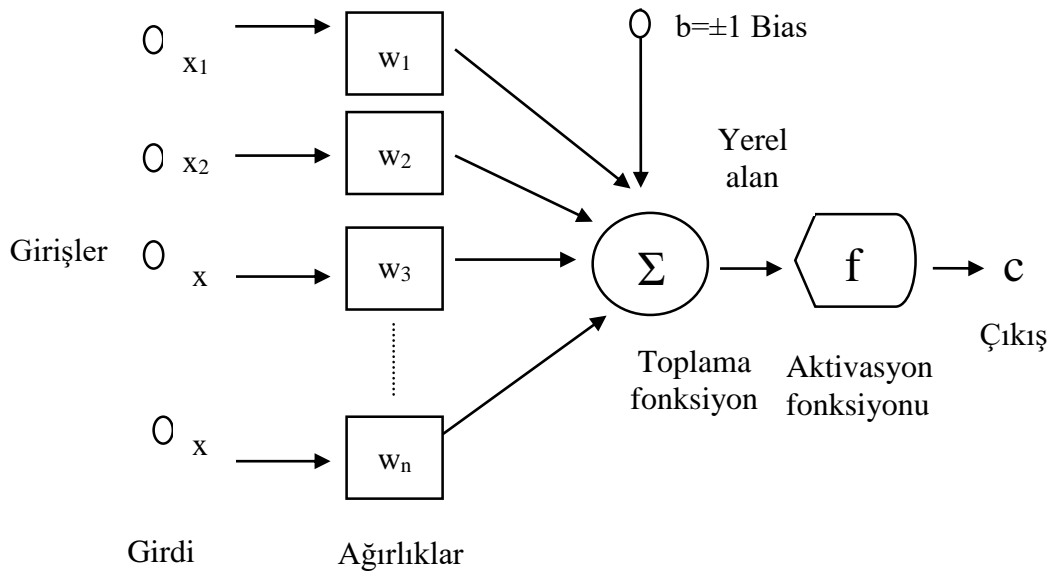 b=±1 Bias
x1
w1
x2
w2
Yerel
alan
Girişler
x
w3
Σ
f
c
Çıkış
Toplama
fonksiyon
Aktivasyon
fonksiyonu
x
wn
Girdi
Ağırlıklar